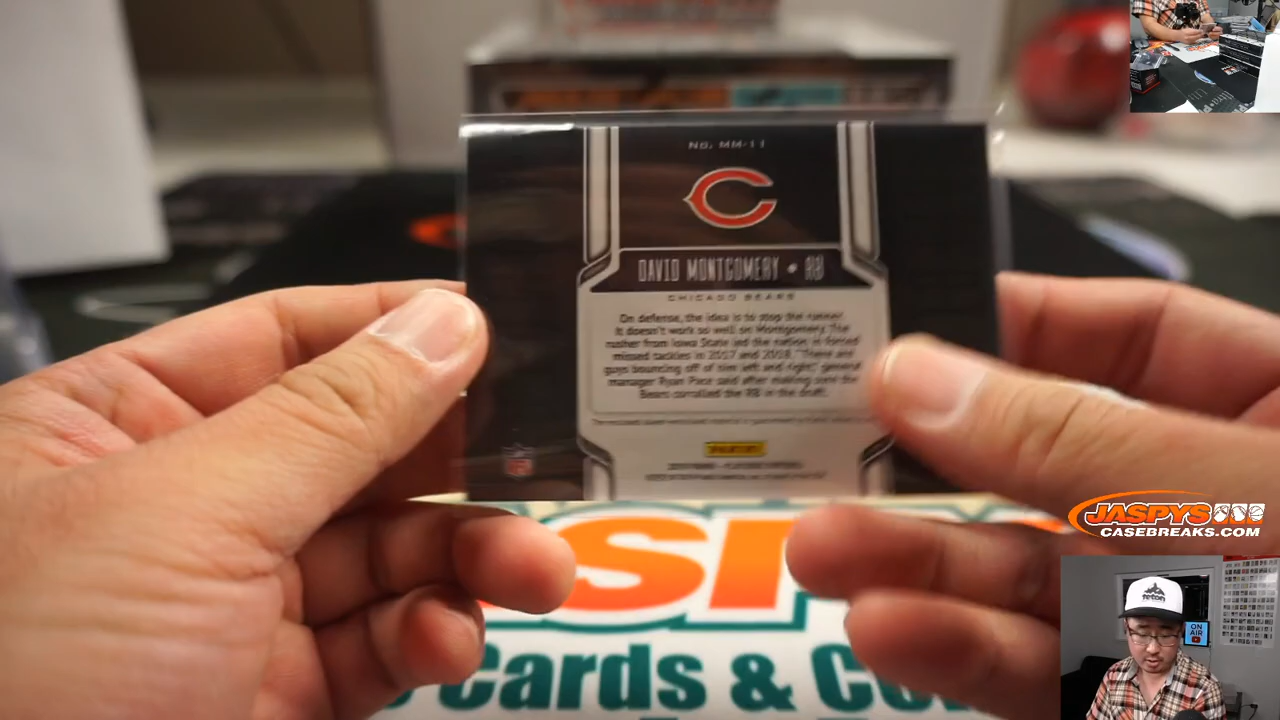 No. MM-11
DAVID MONTGOMERY • RB
CHICAGO BEARS
On defense, the idea is to stop the runner.
It doesn't work so well on Montgomery. The
rusher from Iowa State led the nation in forced
missed tackles in 2017 and 2018. "There are
guys bouncing off of him left and right," general
manager Ryan Pace said after making sure the
Bears corralled the RB in the draft.
PANINI
JASPYS
CASEBREAKS.COM
teton
ON
AIR
SP
Cards & Co